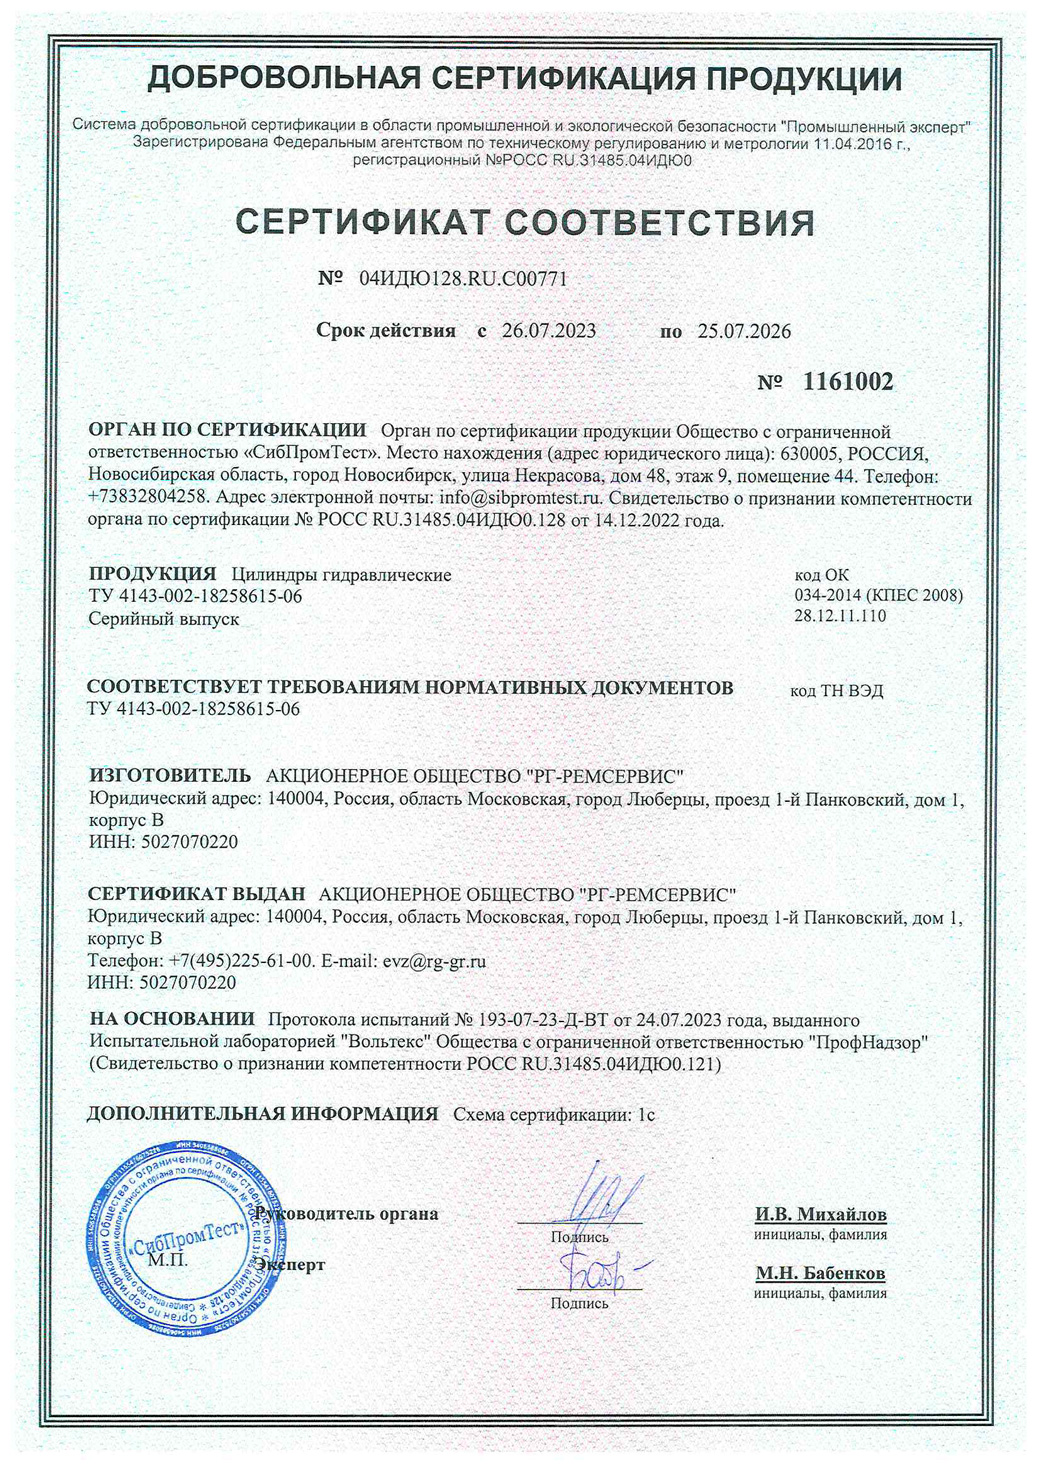 ДОБРОВОЛЬНАЯ СЕРТИФИКАЦИЯ ПРОДУКЦИИ
Система добровольной сертификации в области промышленной и экологической безопасности "Промышленный эксперт"
Зарегистрирована Федеральным агентством по техническому регулированию и метрологии 11.04.2016 г.,
регистрационный №РОСС RU.31485.04ИДЮ0
СЕРТИФИКАТ СООТВЕТСТВИЯ
№ 04ИДЮ128.RU.С00771
Срок действия с 26.07.2023 по 25.07.2026
№ 1161002
ОРГАН ПО СЕРТИФИКАЦИИ Орган по сертификации продукции Общество с ограниченной
ответственностью «СибПромТест». Место нахождения (адрес юридического лица): 630005, РОССИЯ,
Новосибирская область, город Новосибирск, улица Некрасова, дом 48, этаж 9, помещение 44. Телефон:
+73832804258. Адрес электронной почты: info@sibpromtest.ru. Свидетельство о признании компетентности
органа по сертификации № РОСС RU.31485.04ИДЮ0.128 от 14.12.2022 года.
ПРОДУКЦИЯ Цилиндры гидравлические
ТУ 4143-002-18258615-06
Серийный выпуск
код ОК
034-2014 (КПЕС 2008)
28.12.11.110
СООТВЕТСТВУЕТ ТРЕБОВАНИЯМ НОРМАТИВНЫХ ДОКУМЕНТОВ
ТУ 4143-002-18258615-06
код ТН ВЭД
ИЗГОТОВИТЕЛЬ АКЦИОНЕРНОЕ ОБЩЕСТВО "РГ-РЕМСЕРВИС"
Юридический адрес: 140004, Россия, область Московская, город Люберцы, проезд 1-й Панковский, дом 1,
корпус В
ИНН: 5027070220
СЕРТИФИКАТ ВЫДАН АКЦИОНЕРНОЕ ОБЩЕСТВО "РГ-РЕМСЕРВИС"
Юридический адрес: 140004, Россия, область Московская, город Люберцы, проезд 1-й Панковский, дом 1,
корпус В
Телефон: +7(495)225-61-00. E-mail: evz@rg-gr.ru
ИНН: 5027070220
НА ОСНОВАНИИ Протокола испытаний № 193-07-23-Д-ВТ от 24.07.2023 года, выданного
Испытательной лабораторией "Вольтекс" Общества с ограниченной ответственностью "ПрофНадзор"
(Свидетельство о признании компетентности РОСС RU.31485.04ИДЮ0.121)
ДОПОЛНИТЕЛЬНАЯ ИНФОРМАЦИЯ Схема сертификации: 1с
«СибПромТест»
М.П.
Руководитель органа
Подпись
И.В. Михайлов
инициалы, фамилия
Эксперт
Подпись
М.Н. Бабенков
инициалы, фамилия